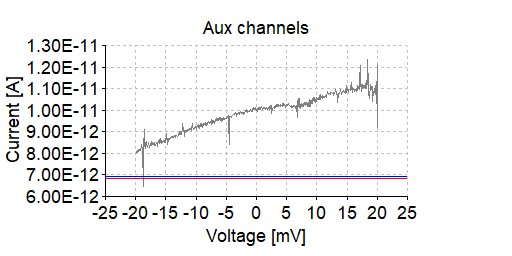 Aux channels
Current [A]
1.30E-11
1.20E-11
1.10E-11
1.00E-11
9.00E-12
8.00E-12
7.00E-12
6.00E-12
-25 -20 -15 -10 -5 0 5 10 15 20 25
Voltage [mV]